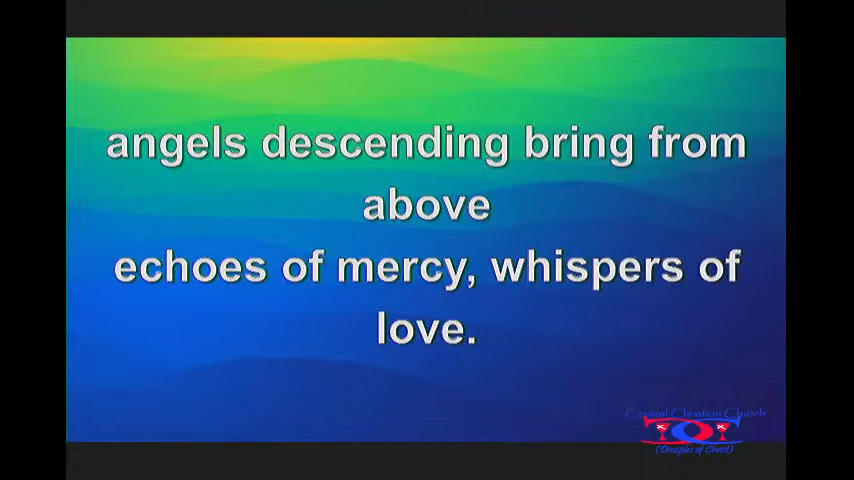 angels descending bring from
above
echoes of mercy, whispers of
love.
Central Christian Church
(Disciples of Christ)